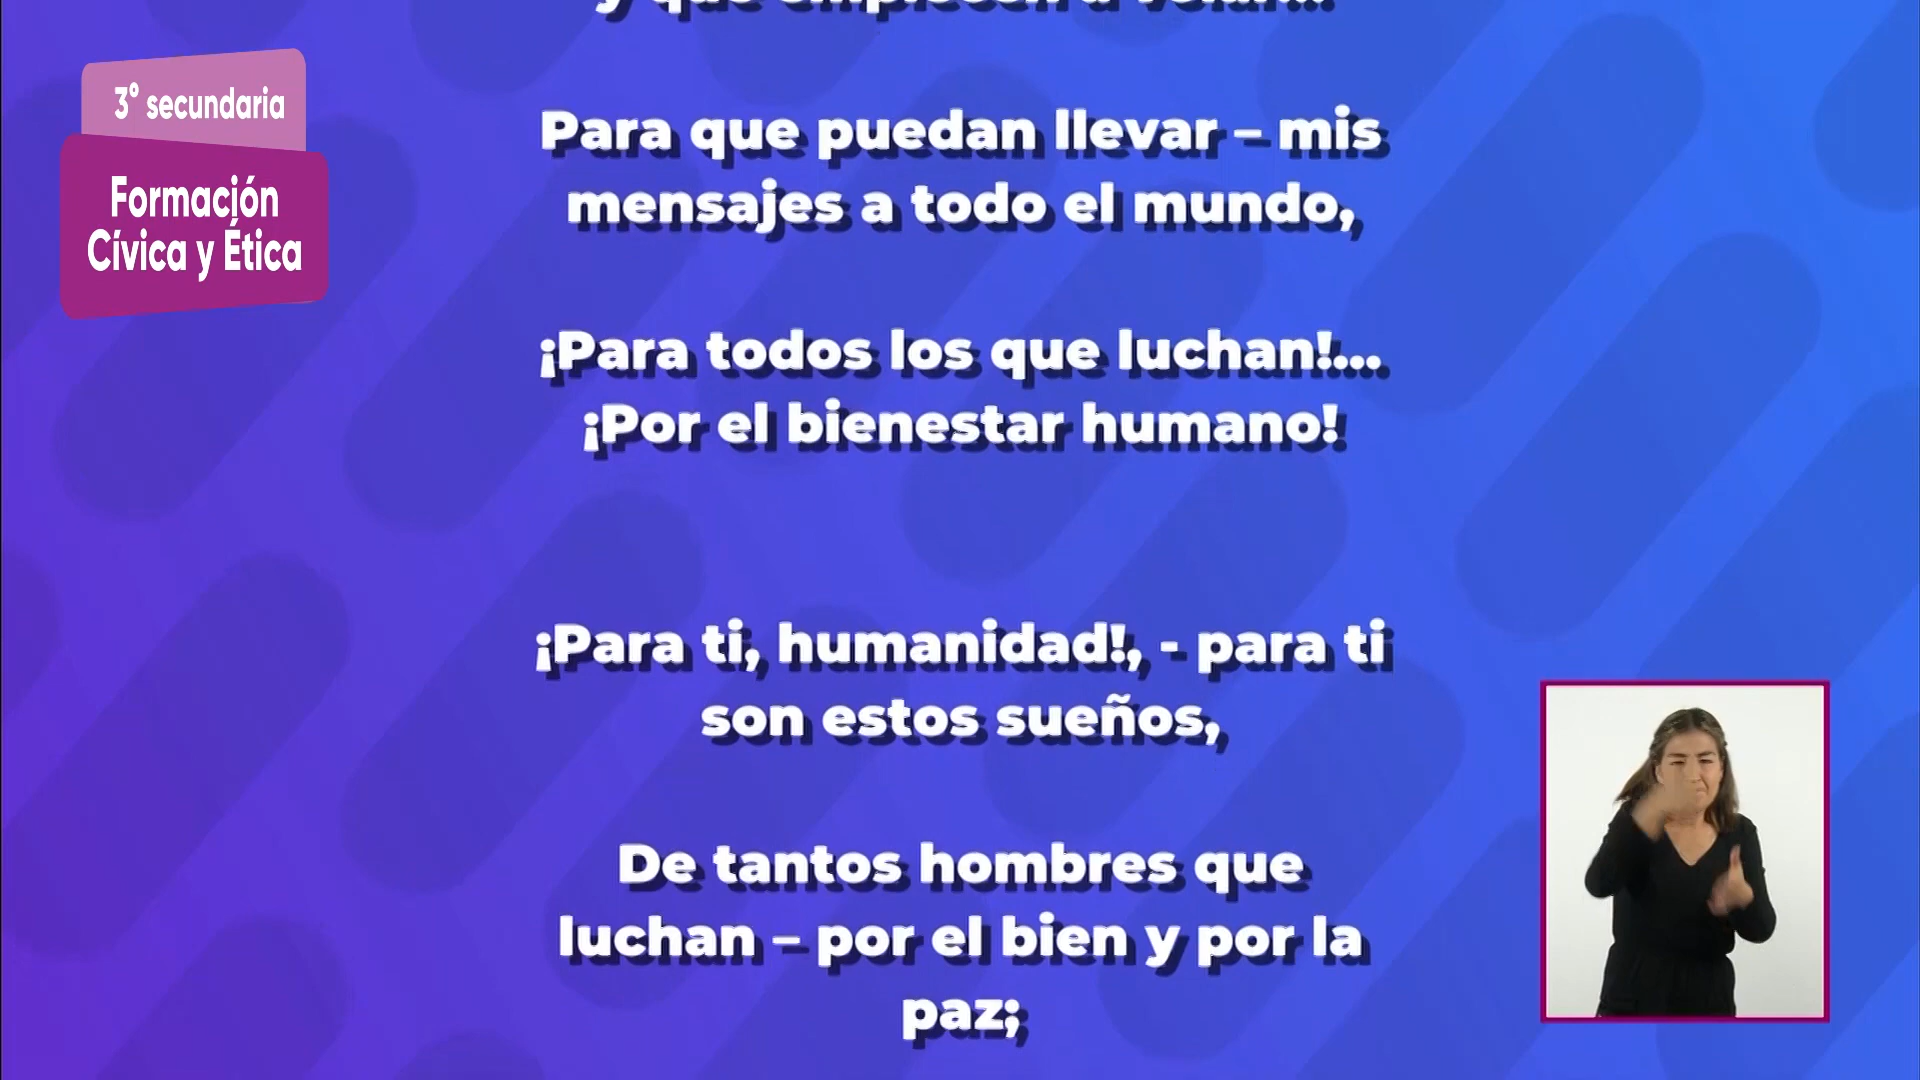 3° secundaria
Formación
Cívica y Ética
Para que puedan llevar – mis
mensajes a todo el mundo,
¡Para todos los que luchan!...
¡Por el bienestar humano!
¡Para ti, humanidad!, - para ti
son estos sueños,
De tantos hombres que
luchan – por el bien y por la
paz;